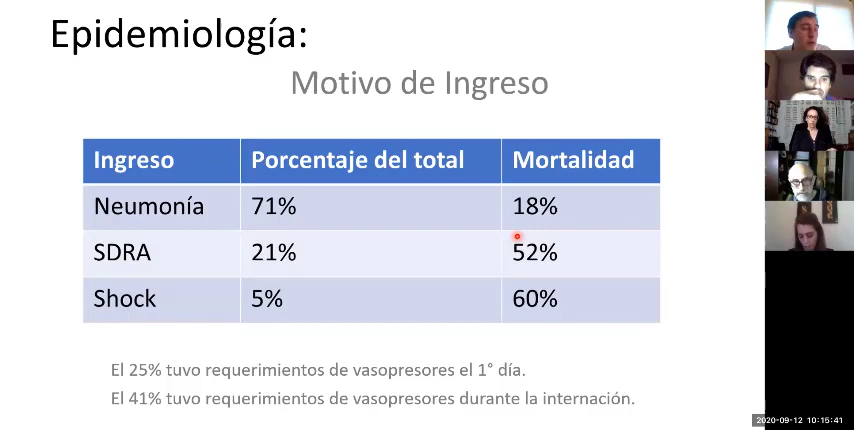 Epidemiología:
Motivo de Ingreso
Ingreso Porcentaje del total Mortalidad
Neumonía 71% 18%
SDRA 21% 52%
Shock 5% 60%
El 25% tuvo requerimientos de vasopresores el 1° día.
El 41% tuvo requerimientos de vasopresores durante la internación.
2020-09-12 10:15:41